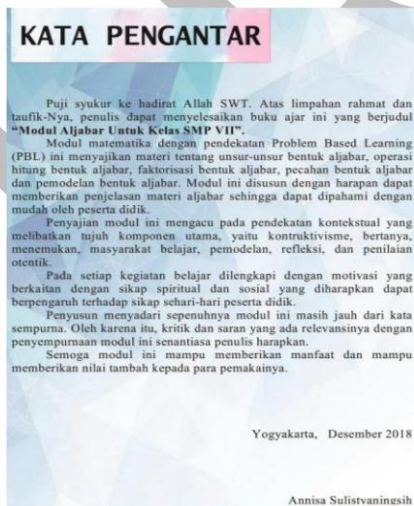 KATA PENGANTAR
Puji syukur ke hadirat Allah SWT. Atas limpahan rahmat dan
taufik-Nya, penulis dapat menyelesaikan buku ajar ini yang berjudul
“Modul Aljabar Untuk Kelas SMP VII”.
Modul matematika dengan pendekatan Problem Based Learning
(PBL) ini menyajikan materi tentang unsur-unsur bentuk aljabar, operasi
hitung bentuk aljabar, faktorisasi bentuk aljabar, pecahan bentuk aljabar
dan pemodelan bentuk aljabar. Modul ini disusun dengan harapan dapat
memberikan penjelasan materi aljabar sehingga dapat dipahami dengan
mudah oleh peserta didik.
Penyajian modul ini mengacu pada pendekatan kontekstual yang
melibatkan tujuh komponen utama, yaitu kontruktivisme, bertanya,
menemukan, masyarakat belajar, pemodelan, refleksi, dan penilaian
otentik.
Pada setiap kegiatan belajar dilengkapi dengan motivasi yang
berkaitan dengan sikap spiritual dan sosial yang diharapkan dapat
berpengaruh terhadap sikap sehari-hari peserta didik.
Penyusun menyadari sepenuhnya modul ini masih jauh dari kata
sempurna. Oleh karena itu, kritik dan saran yang ada relevansinya dengan
penyempurnaan modul ini senantiasa penulis harapkan.
Semoga modul ini mampu memberikan manfaat dan mampu
memberikan nilai tambah kepada para pemakainya.
Yogyakarta, Desember 2018
Annisa Sulistyaningsih